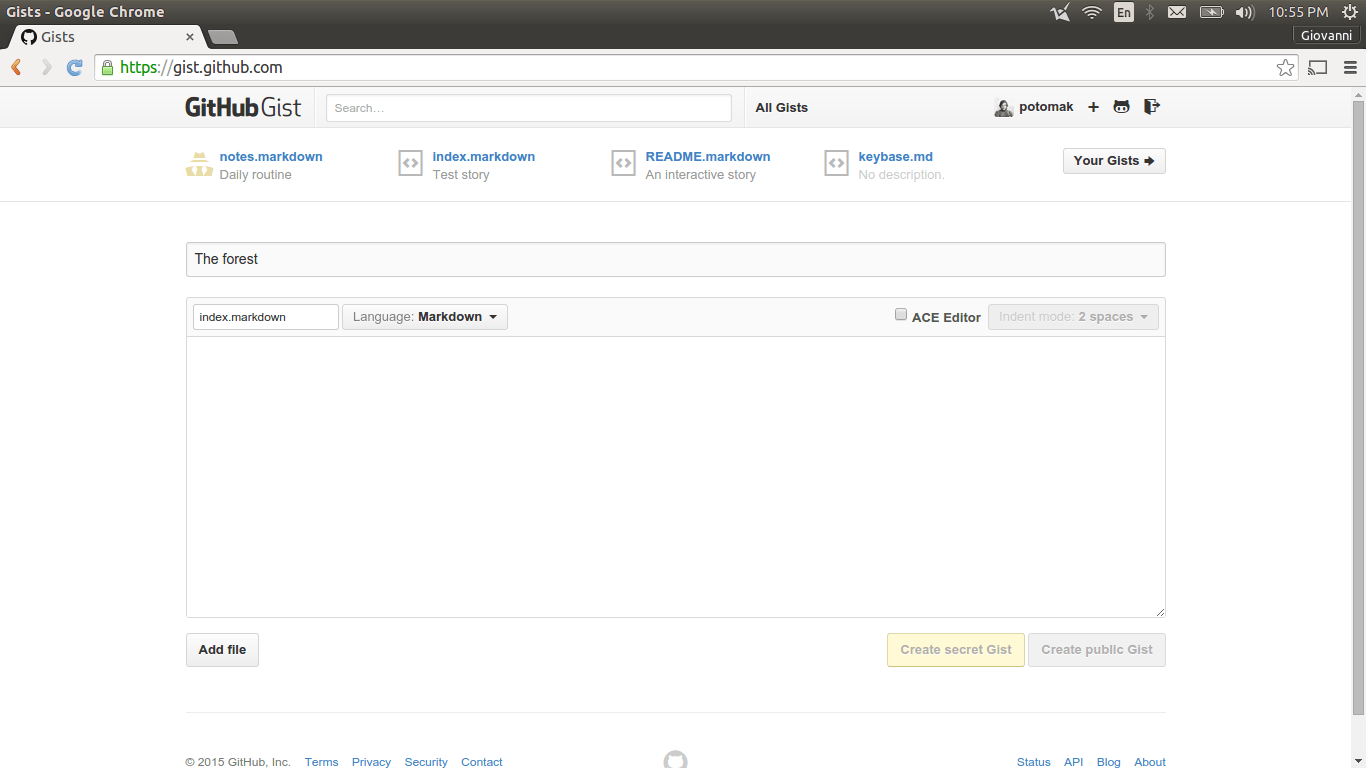 Gists - Google Chrome
En
10:55 PM
Gists
Giovanni
https://gist.github.com
GitHub Gist
Search…
All Gists
potomak
notes.markdown
Daily routine
index.markdown
Test story
README.markdown
An interactive story
keybase.md
No description.
Your Gists
The forest
index.markdown
Language: Markdown
ACE Editor
Indent mode: 2 spaces
Add file
Create secret Gist
Create public Gist
© 2015 GitHub, Inc.
Terms
Privacy
Security
Contact
Status
API
Blog
About